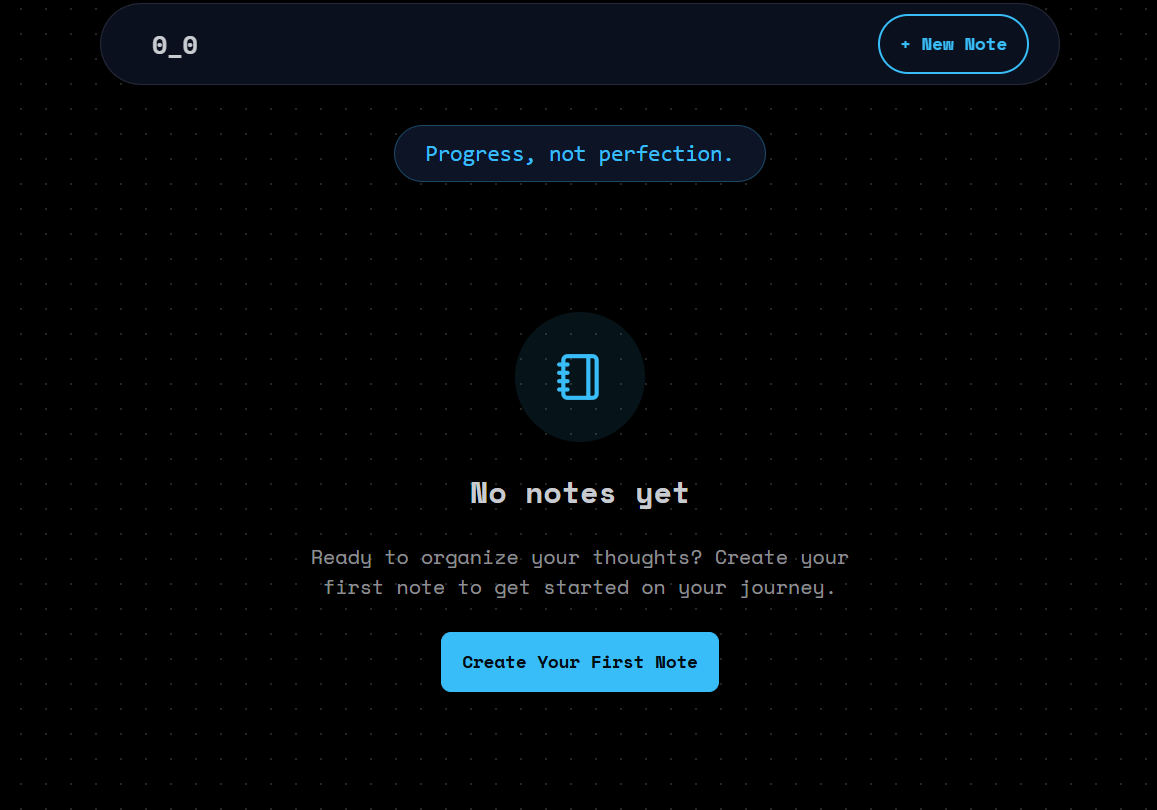 0_0
+ New Note
Progress, not perfection.
No notes yet
Ready to organize your thoughts? Create your
first note to get started on your journey.
Create Your First Note